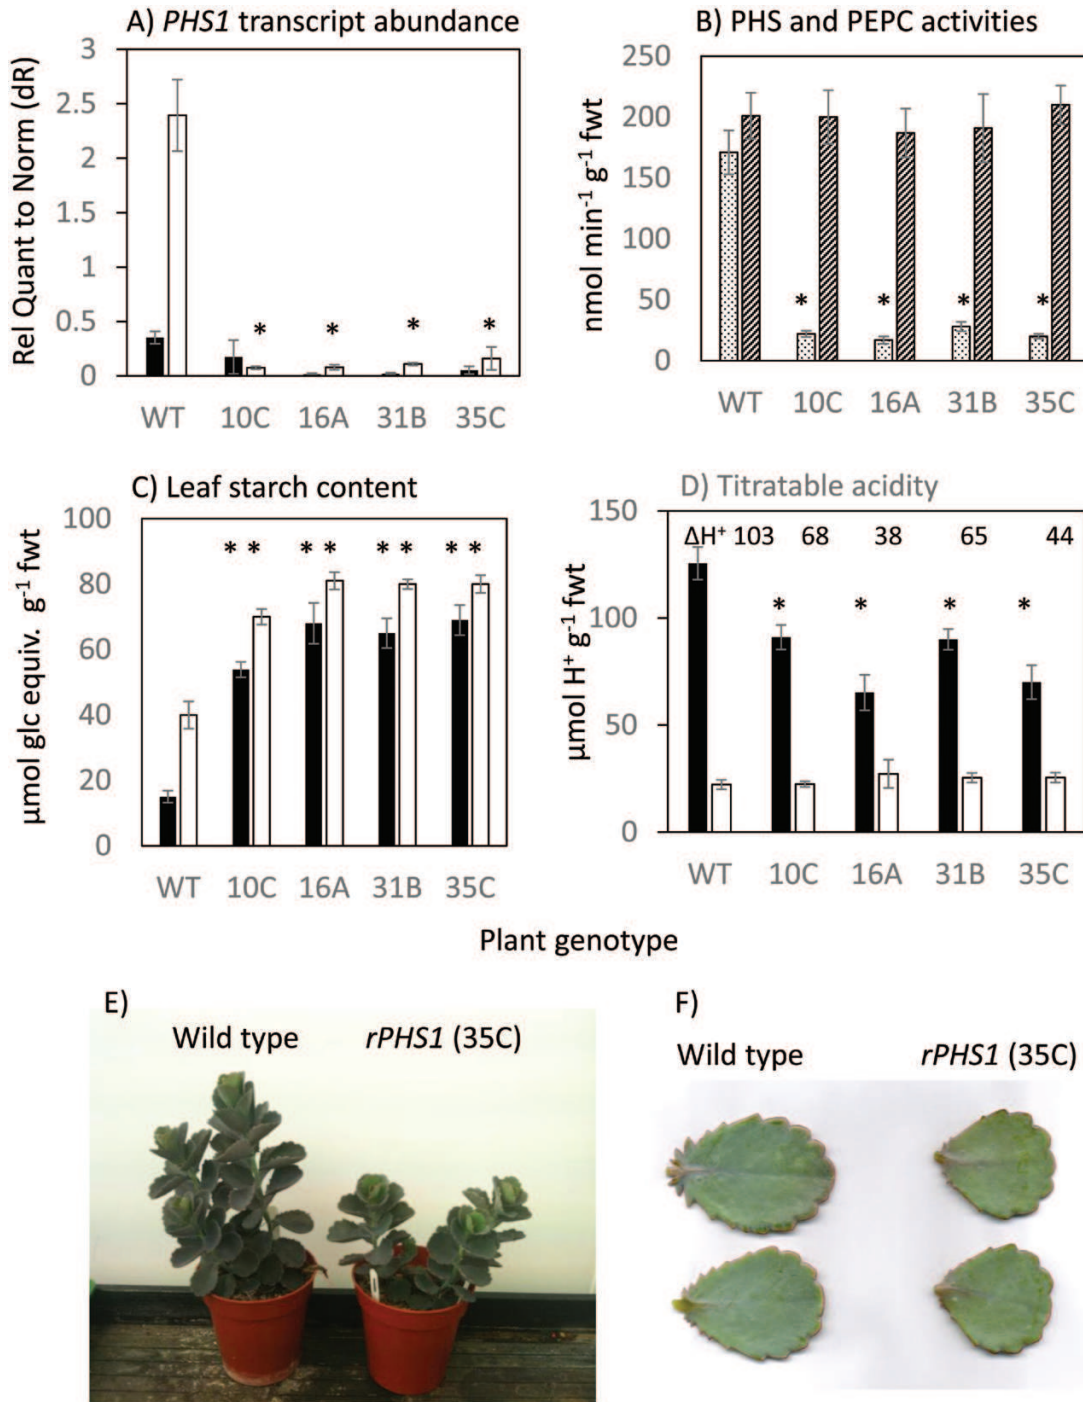 A) PHS1 transcript abundance
Rel Quant to Norm (dR)
3
2.5
2
1.5
1
0.5
0
* * * *
WT 10C 16A 31B 35C
B) PHS and PEPC activities
nmol min⁻¹ g⁻¹ fwt
250
200
150
100
50
0
* * * *
WT 10C 16A 31B 35C
C) Leaf starch content
µmol glc equiv. g⁻¹ fwt
100
80
60
40
20
0
* * * * * * * *
WT 10C 16A 31B 35C
D) Titratable acidity
µmol H⁺ g⁻¹ fwt
150
100
50
0
ΔH⁺ 103 68 38 65 44
* * * *
WT 10C 16A 31B 35C
Plant genotype
E)
Wild type rPHS1 (35C)
F)
Wild type rPHS1 (35C)